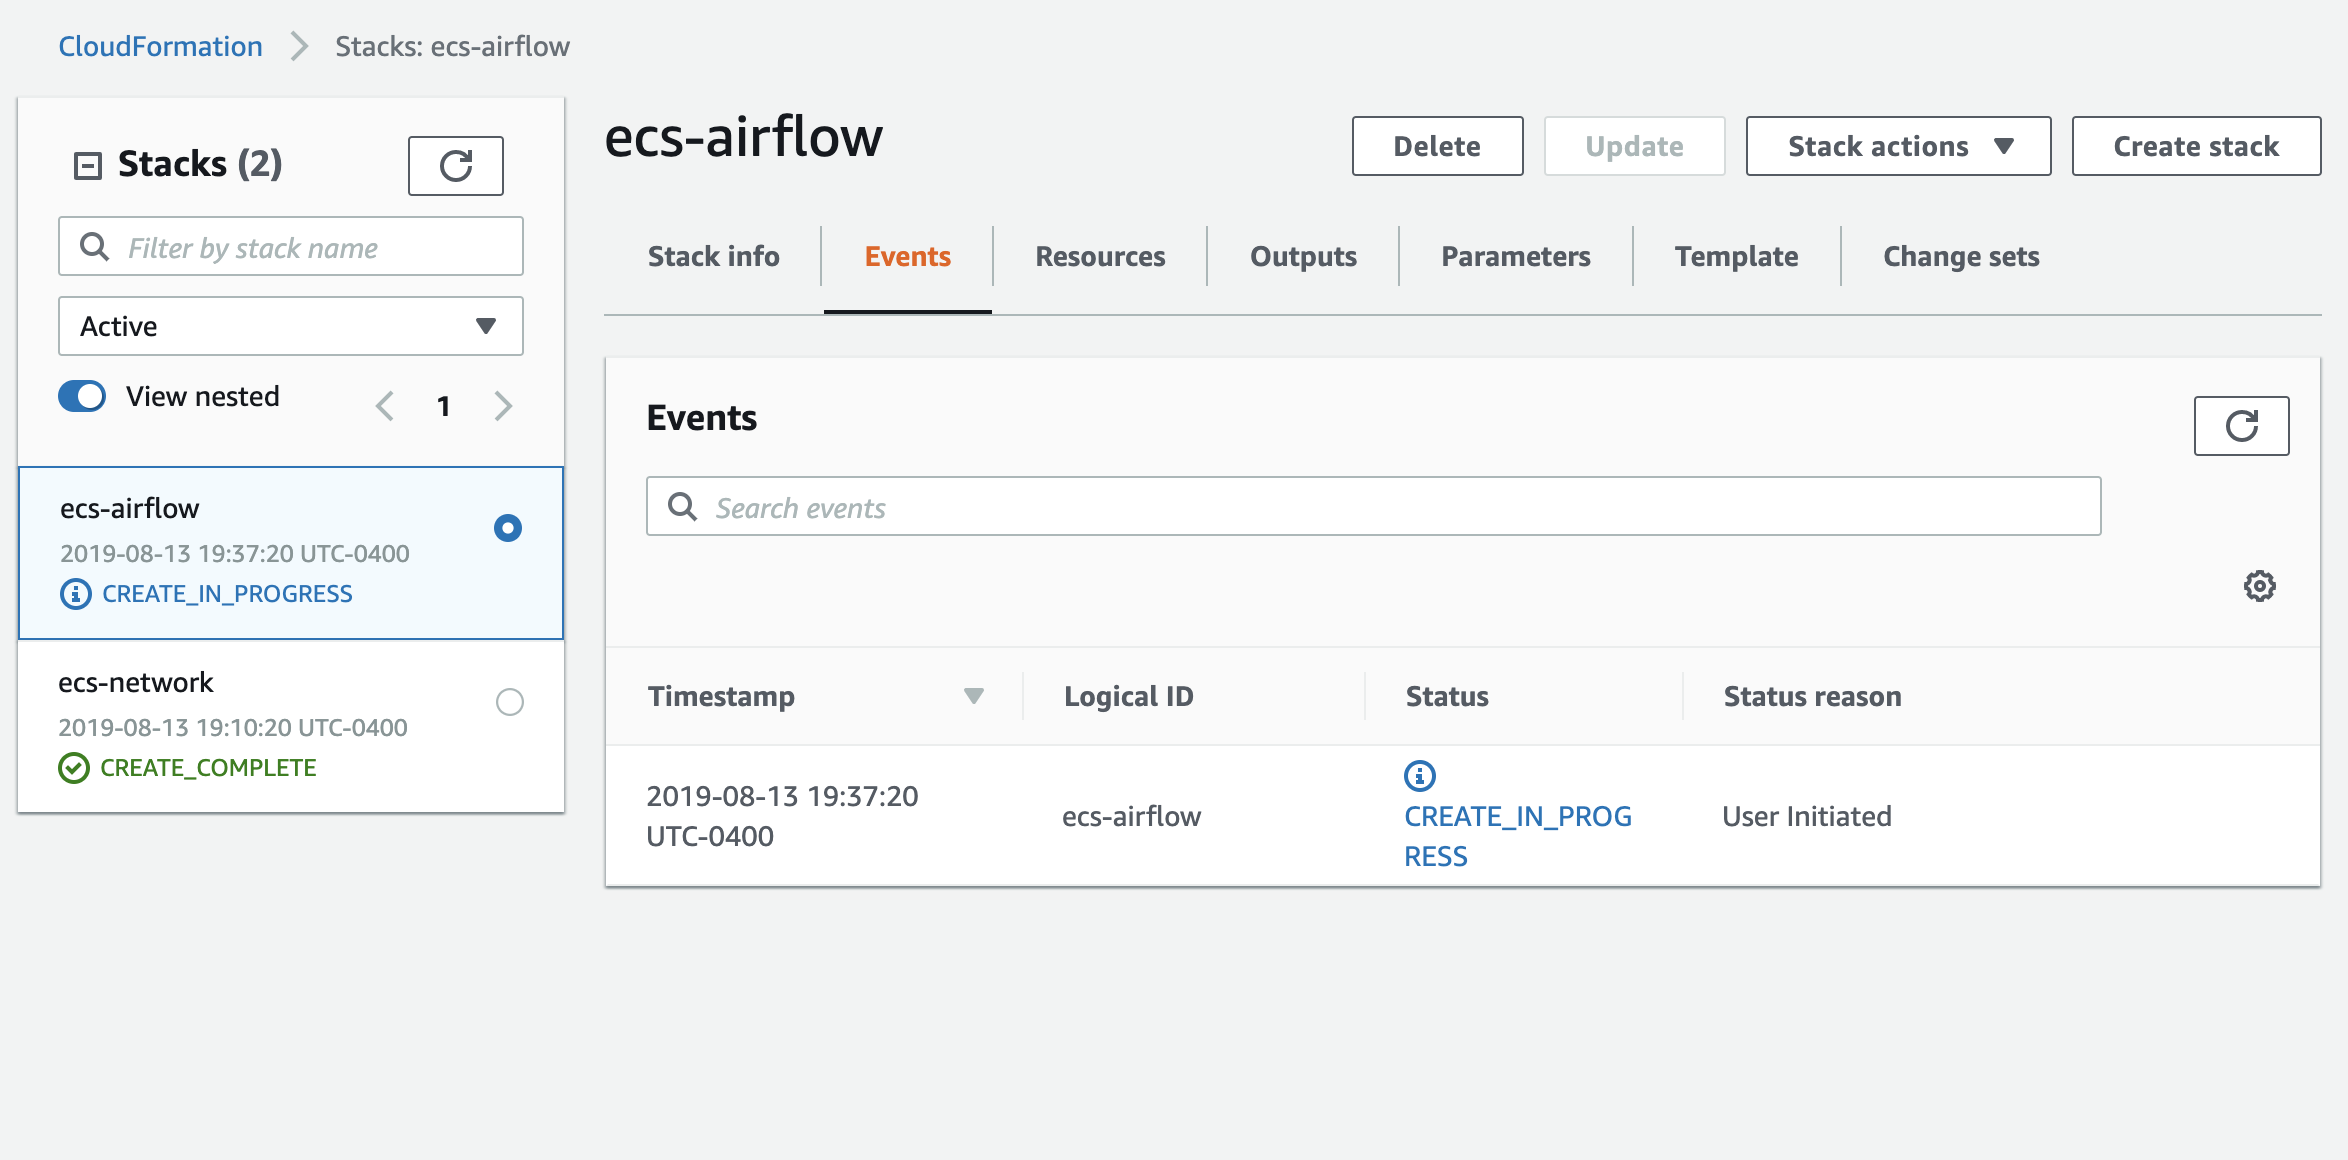 CloudFormation > Stacks: ecs-airflow
Stacks (2)
Filter by stack name
Active
View nested
1
ecs-airflow
2019-08-13 19:37:20 UTC-0400
CREATE_IN_PROGRESS
ecs-network
2019-08-13 19:10:20 UTC-0400
CREATE_COMPLETE
ecs-airflow
Delete
Update
Stack actions
Create stack
Stack info
Events
Resources
Outputs
Parameters
Template
Change sets
Events
Search events
Timestamp
Logical ID
Status
Status reason
2019-08-13 19:37:20
UTC-0400
ecs-airflow
CREATE_IN_PROG
RESS
User Initiated